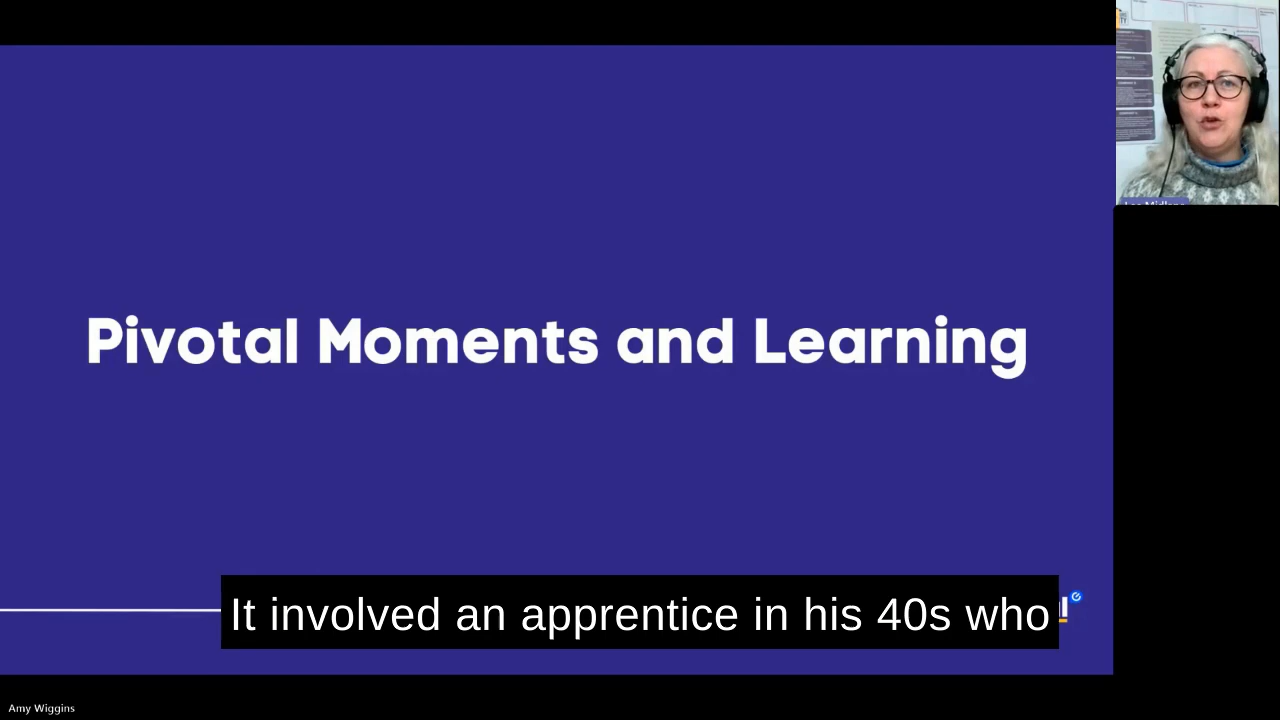 Pivotal Moments and Learning
It involved an apprentice in his 40s who
Amy Wiggins